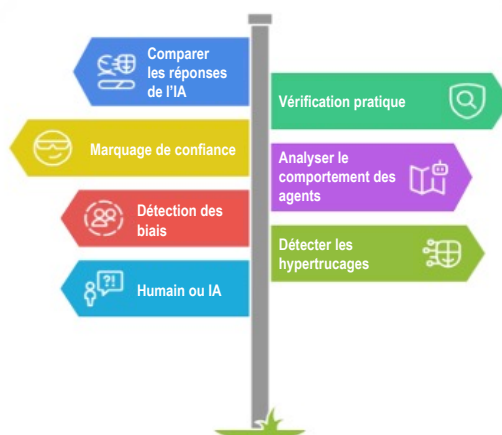 Comparer
les réponses
de l’IA
Vérification pratique
Marquage de confiance
Analyser le
comportement des
agents
Détection des
biais
Détecter les
hypertrucages
?!
Humain ou IA